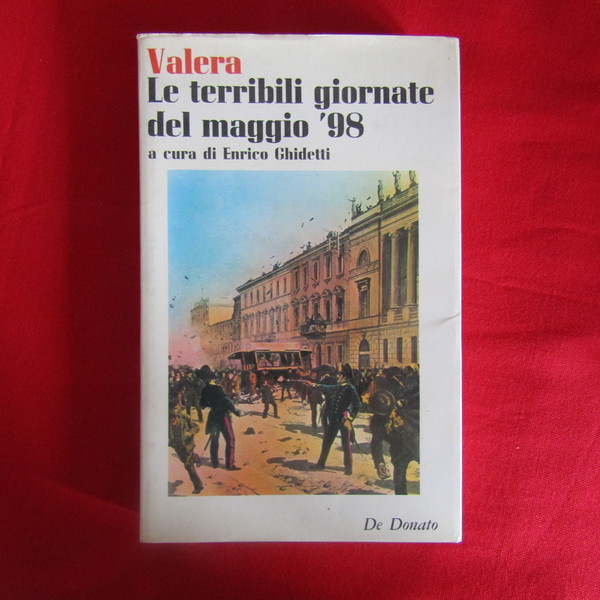 Valera
Le terribili giornate
del maggio '98
a cura di Enrico Ghidetti
De Donato